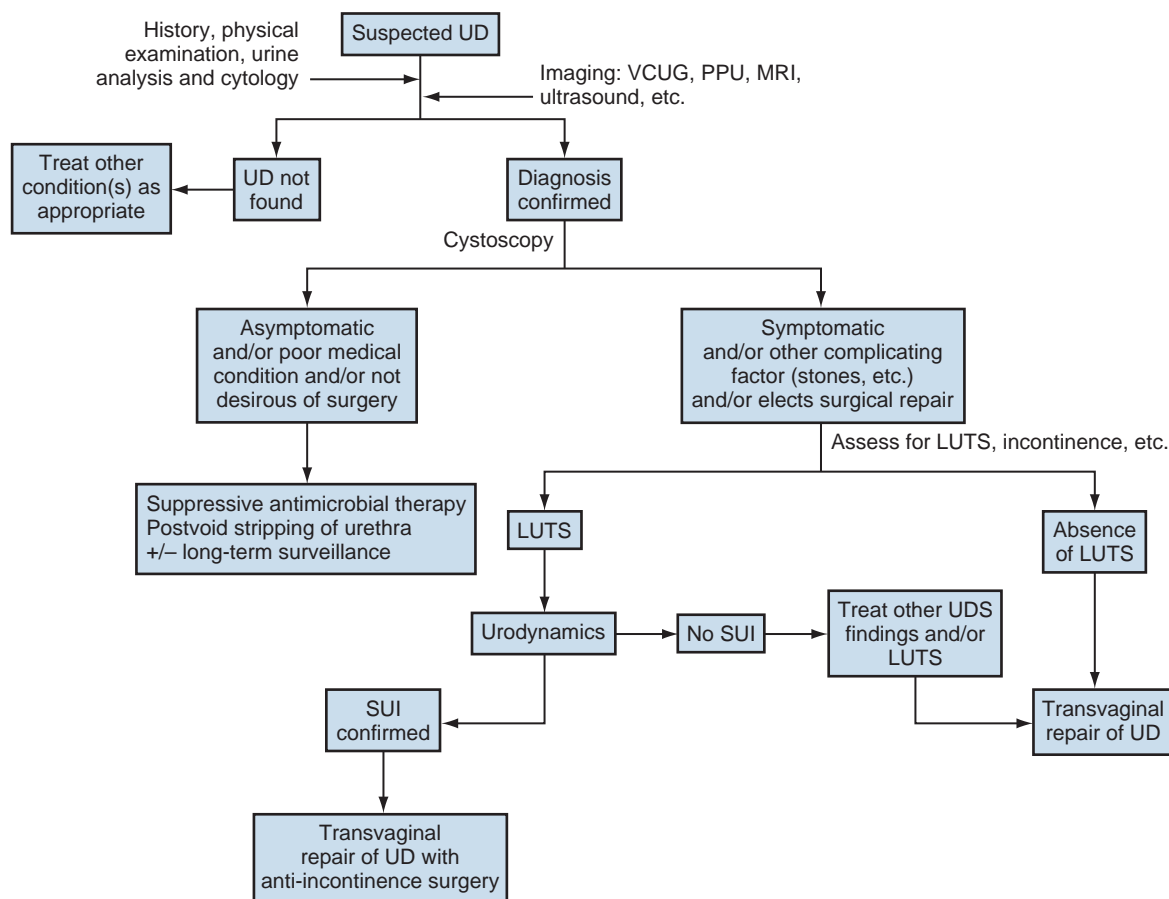 Suspected UD
History, physical
examination, urine
analysis and cytology
Imaging: VCUG, PPU, MRI,
ultrasound, etc.
Treat other
condition(s) as
appropriate
UD not
found
Diagnosis
confirmed
Cystoscopy
Asymptomatic
and/or poor medical
condition and/or not
desirous of surgery
Symptomatic
and/or other complicating
factor (stones, etc.)
and/or elects surgical repair
Assess for LUTS, incontinence, etc.
Suppressive antimicrobial therapy
Postvoid stripping of urethra
+/– long-term surveillance
LUTS
Absence
of LUTS
Urodynamics
No SUI
Treat other UDS
findings and/or
LUTS
SUI
confirmed
Transvaginal
repair of UD
Transvaginal
repair of UD with
anti-incontinence surgery